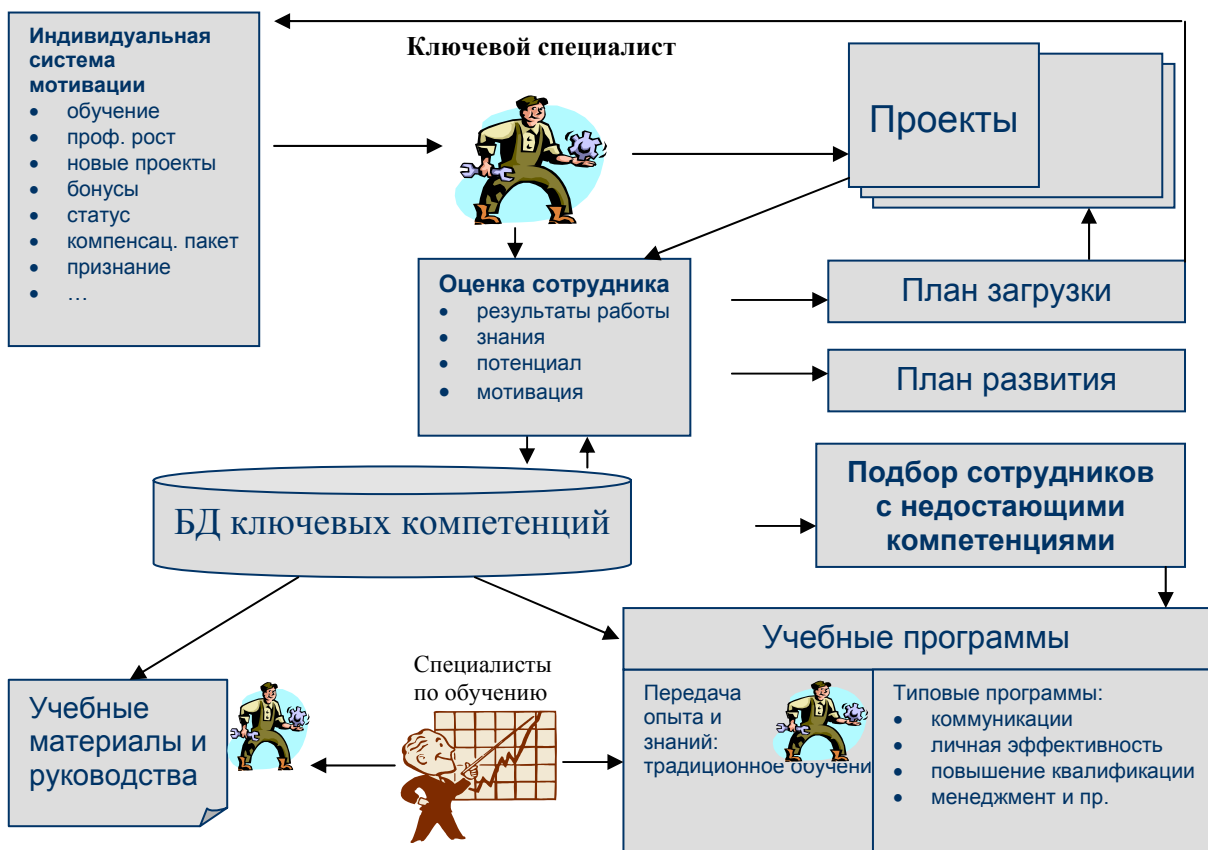 Индивидуальная
система
мотивации
• обучение
• проф. рост
• новые проекты
• бонусы
• статус
• компенсац. пакет
• признание
• …
Ключевой специалист
Проекты
Оценка сотрудника
• результаты работы
• знания
• потенциал
• мотивация
План загрузки
План развития
Подбор сотрудников
с недостающими
компетенциями
БД ключевых компетенций
Учебные программы
Передача
опыта и
знаний:
традиционное обучени
Типовые программы:
• коммуникации
• личная эффективность
• повышение квалификации
• менеджмент и пр.
Специалисты
по обучению
Учебные
материалы и
руководства